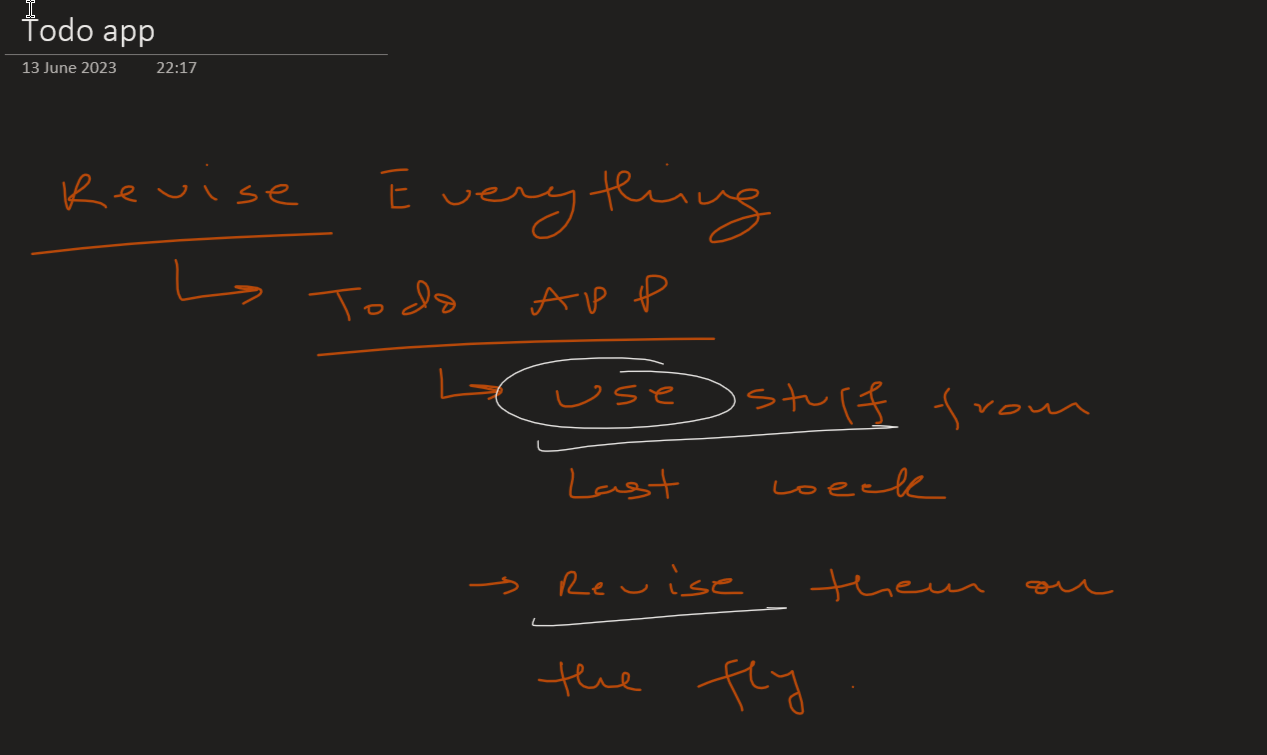 Todo app
13 June 2023 22:17
Revise Everything
Todo APP
use stuff from
Last week
Revise them on
the fly.